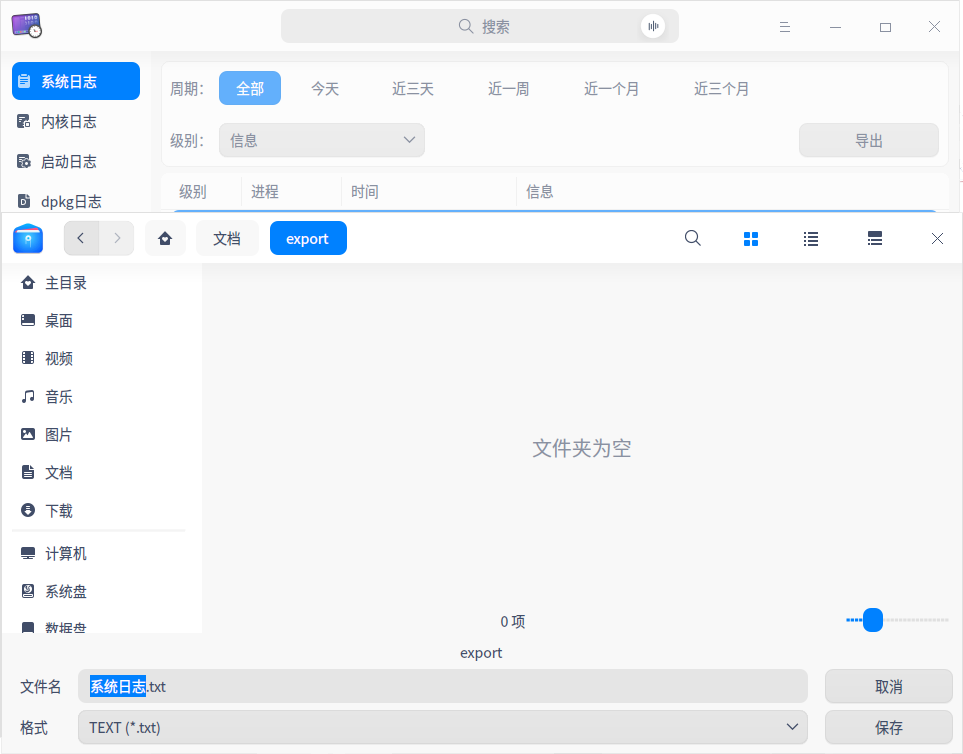 搜索
系统日志
内核日志
启动日志
dpkg日志
周期： 全部 今天 近三天 近一周 近一个月 近三个月
级别： 信息 导出
级别 进程 时间 信息
文档 export
主目录
桌面
视频
音乐
图片
文档
下载
计算机
系统盘
数据盘
文件夹为空
0 项
export
文件名 系统日志.txt 取消
格式 TEXT (*.txt) 保存